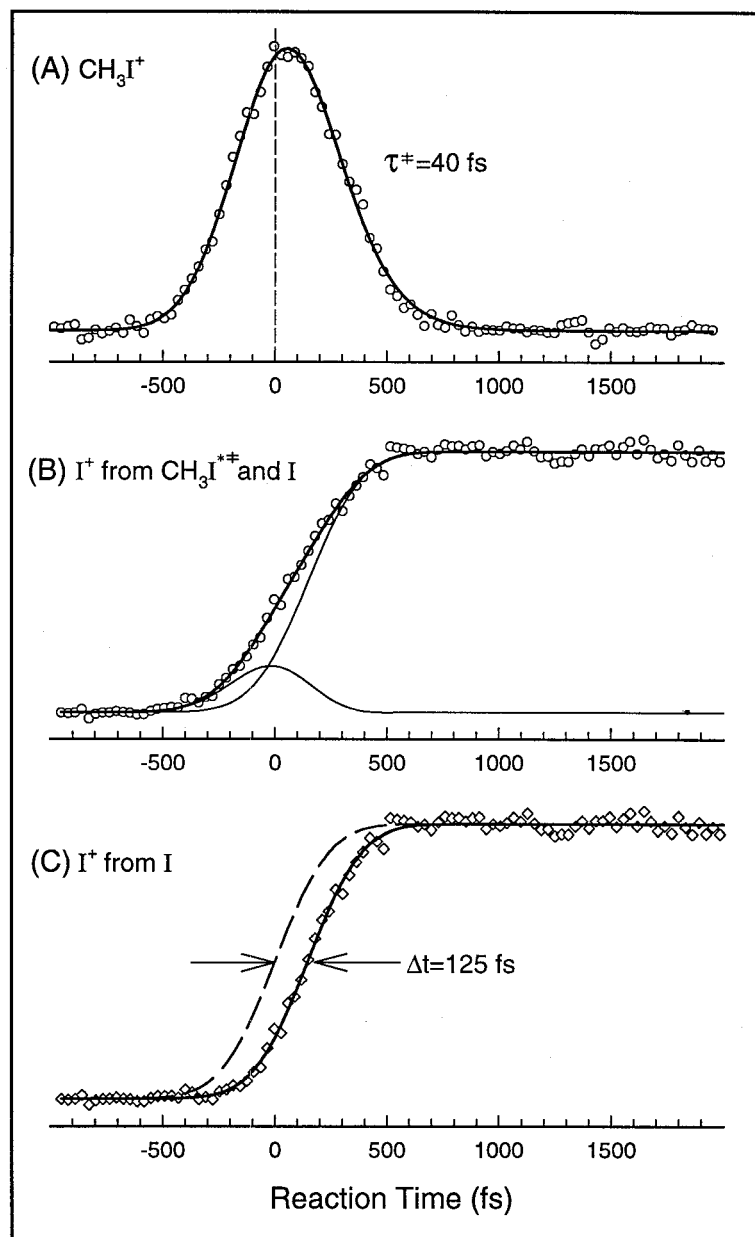 (A) CH₃I⁺
τ‡=40 fs
-500 0 500 1000 1500
(B) I⁺ from CH₃I*‡ and I
-500 0 500 1000 1500
(C) I⁺ from I
Δt=125 fs
-500 0 500 1000 1500
Reaction Time (fs)